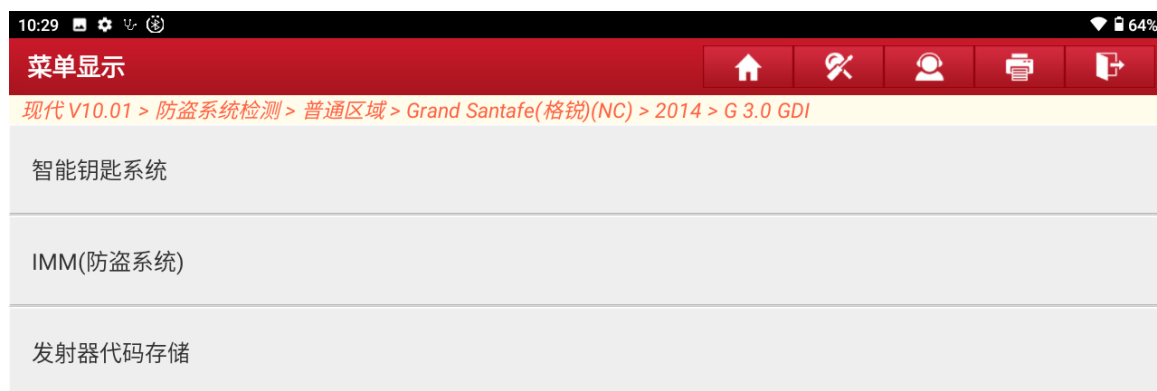 10:29 64%
菜单显示
现代 V10.01 > 防盗系统检测 > 普通区域 > Grand Santafe(格锐)(NC) > 2014 > G 3.0 GDI
智能钥匙系统
IMM(防盗系统)
发射器代码存储